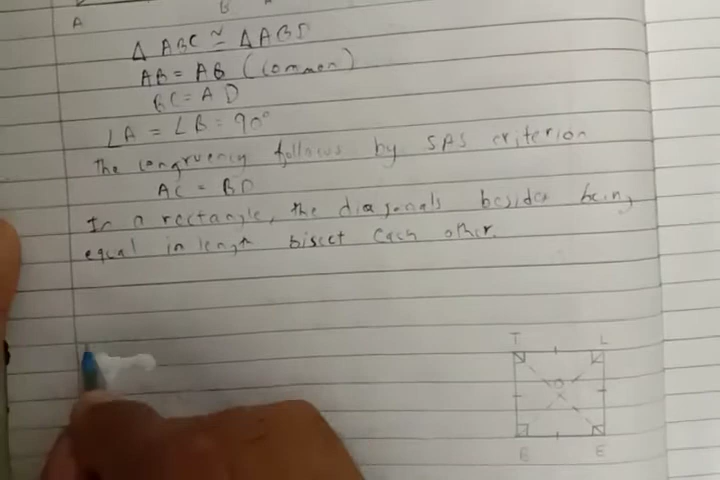 A B
Δ ABC ≅ ΔABD
AB = AB (Common)
BC = AD
∠A = ∠B = 90°
The congruency follows by SAS criterion
AC = BD
In a rectangle, the diagonals besides being
equal in length bisect each other.
T L
O
B E